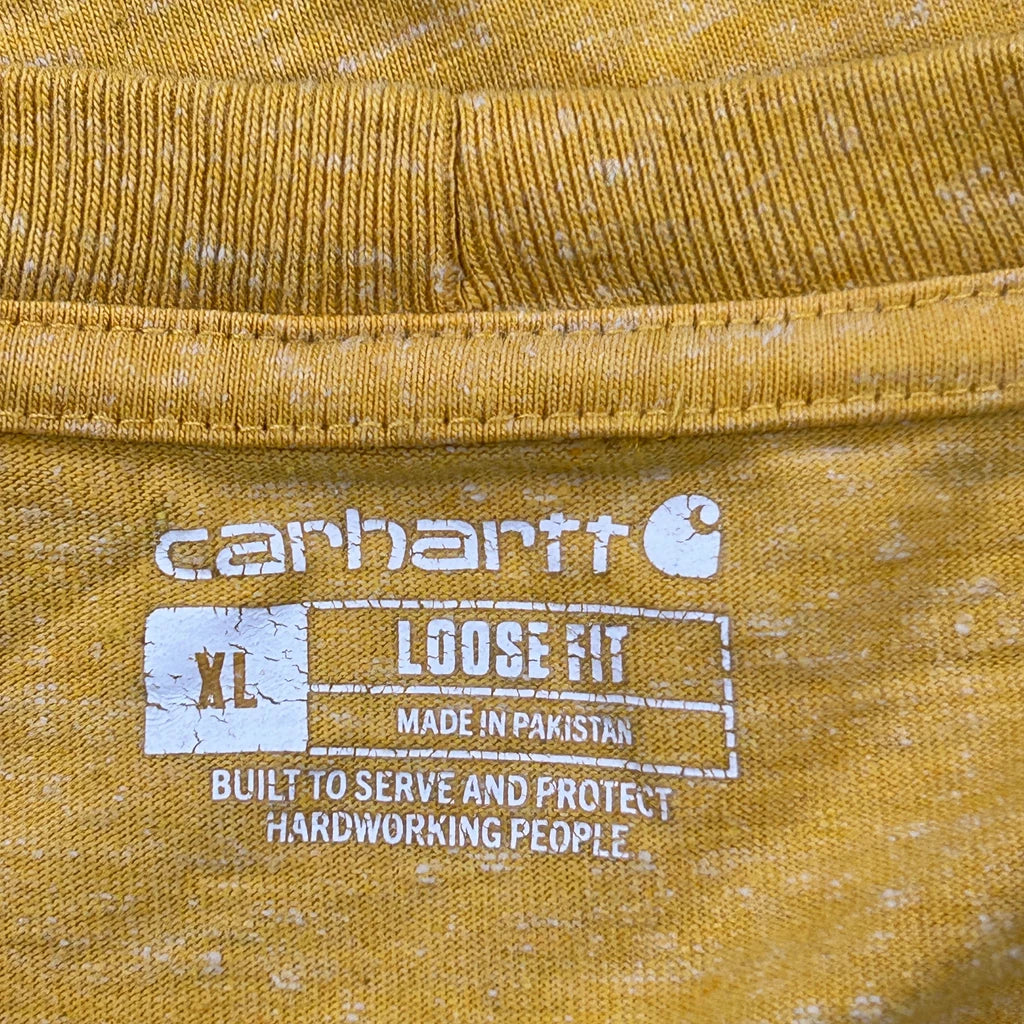 carhartt
XL
LOOSE FIT
MADE IN PAKISTAN
BUILT TO SERVE AND PROTECT
HARDWORKING PEOPLE